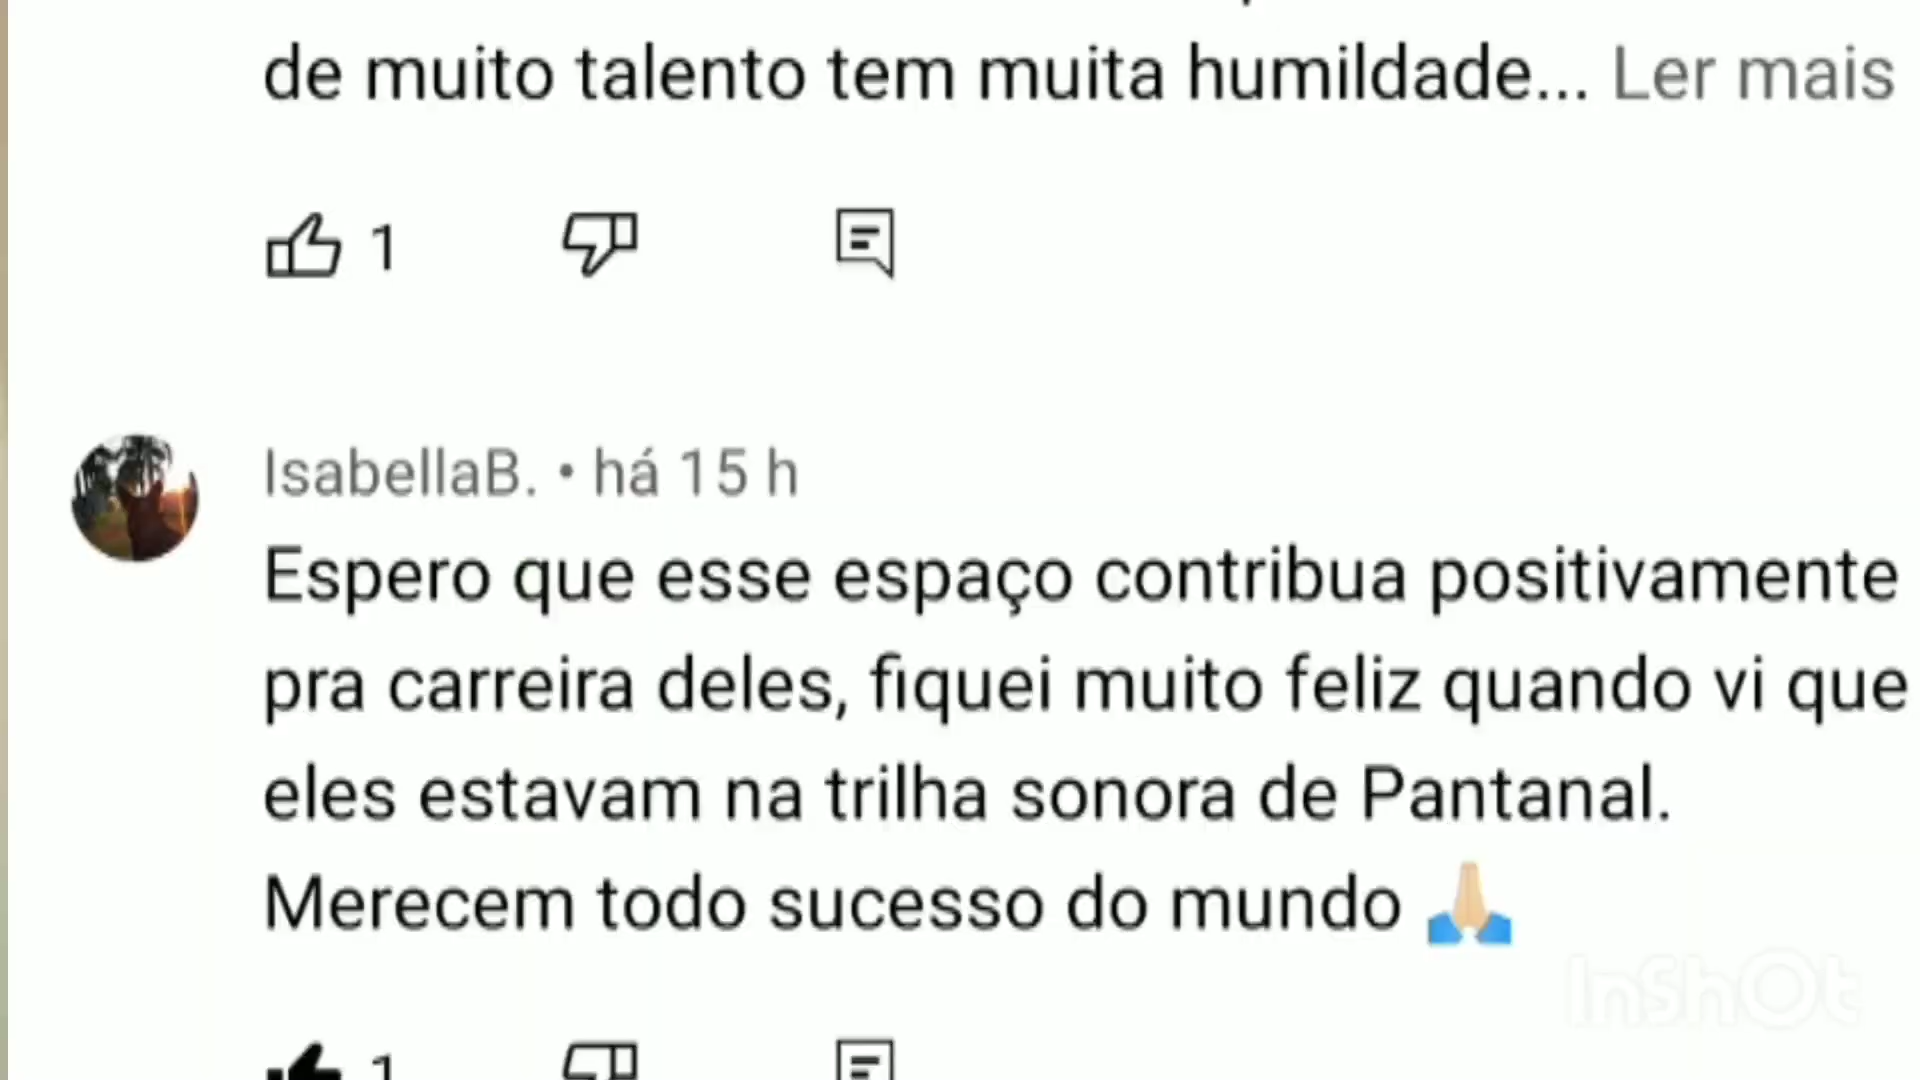 de muito talento tem muita humildade... Ler mais
1
IsabellaB. • há 15 h
Espero que esse espaço contribua positivamente
pra carreira deles, fiquei muito feliz quando vi que
eles estavam na trilha sonora de Pantanal.
Merecem todo sucesso do mundo 🙏🏼
InShOt
1